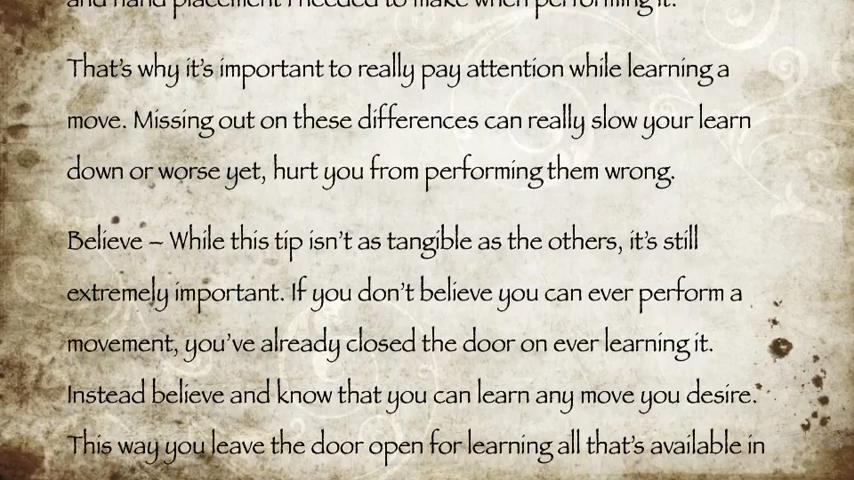 and hand placement I needed to make when performing it.
That's why it's important to really pay attention while learning a
move. Missing out on these differences can really slow your learn
down or worse yet, hurt you from performing them wrong.
Believe – While this tip isn't as tangible as the others, it's still
extremely important. If you don't believe you can ever perform a
movement, you've already closed the door on ever learning it.
Instead believe and know that you can learn any move you desire.
This way you leave the door open for learning all that's available in